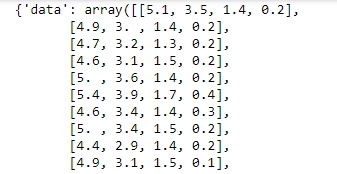 {'data': array([[5.1, 3.5, 1.4, 0.2],
[4.9, 3. , 1.4, 0.2],
[4.7, 3.2, 1.3, 0.2],
[4.6, 3.1, 1.5, 0.2],
[5. , 3.6, 1.4, 0.2],
[5.4, 3.9, 1.7, 0.4],
[4.6, 3.4, 1.4, 0.3],
[5. , 3.4, 1.5, 0.2],
[4.4, 2.9, 1.4, 0.2],
[4.9, 3.1, 1.5, 0.1],